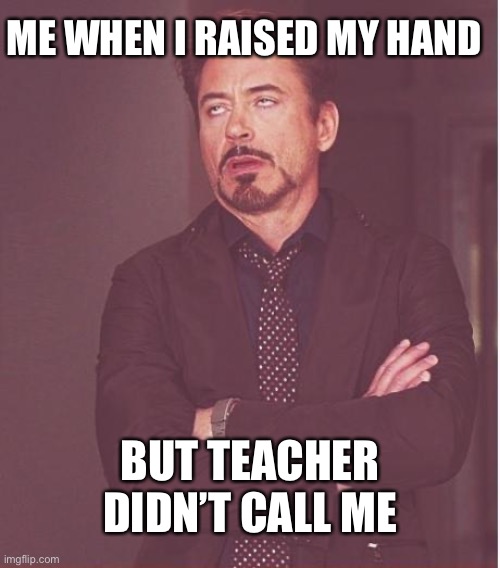 ME WHEN I RAISED MY HAND
BUT TEACHER
DIDN’T CALL ME
imgflip.com